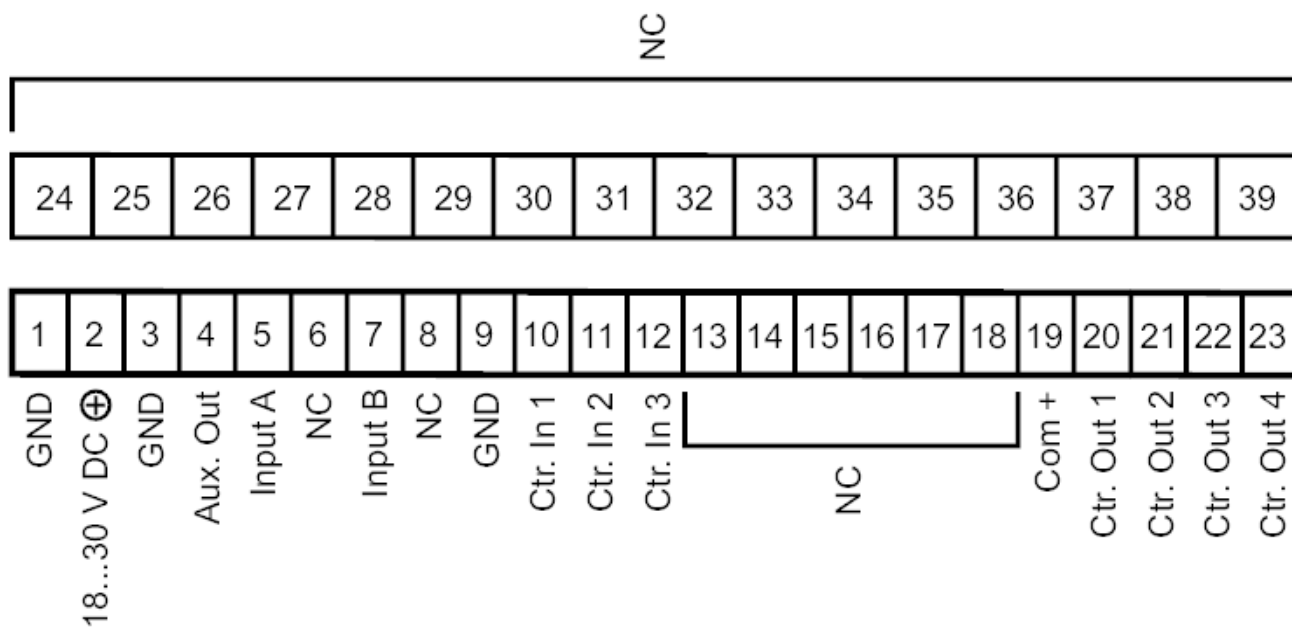 NC
24 25 26 27 28 29 30 31 32 33 34 35 36 37 38 39
1 2 3 4 5 6 7 8 9 10 11 12 13 14 15 16 17 18 19 20 21 22 23
GND
18...30 V DC ⊕
GND
Aux. Out
Input A
NC
Input B
NC
GND
Ctr. In 1
Ctr. In 2
Ctr. In 3
NC
Com +
Ctr. Out 1
Ctr. Out 2
Ctr. Out 3
Ctr. Out 4